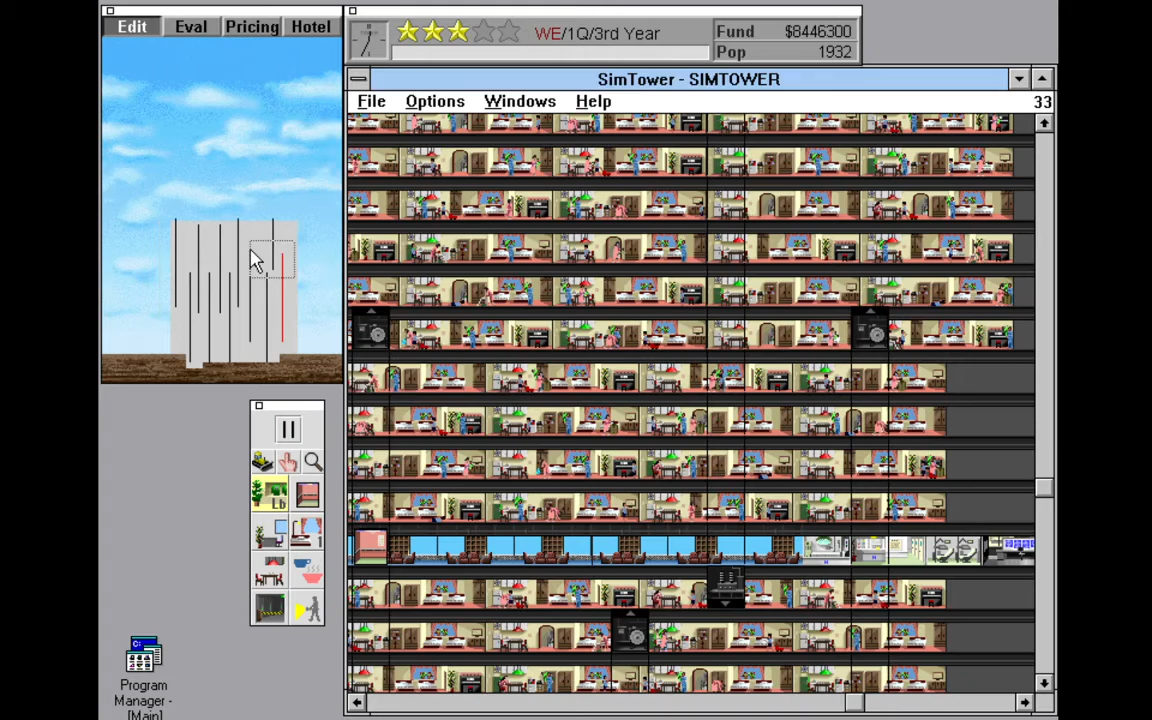 Edit Eval Pricing Hotel
WE/1Q/3rd Year
Fund $8446300
Pop 1932
SimTower - SIMTOWER
File Options Windows Help
33
Lb
Program
Manager -
[Main]